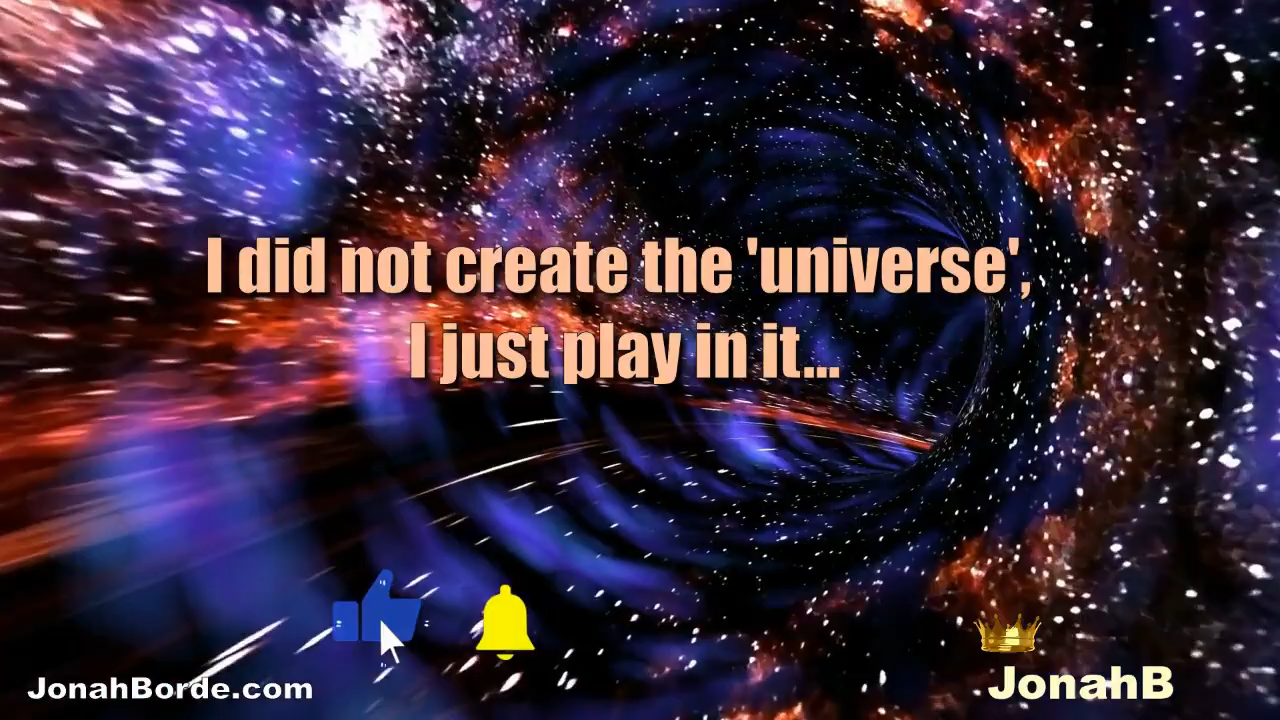 I did not create the 'universe',
I just play in it...
JonahBorde.com
JonahB